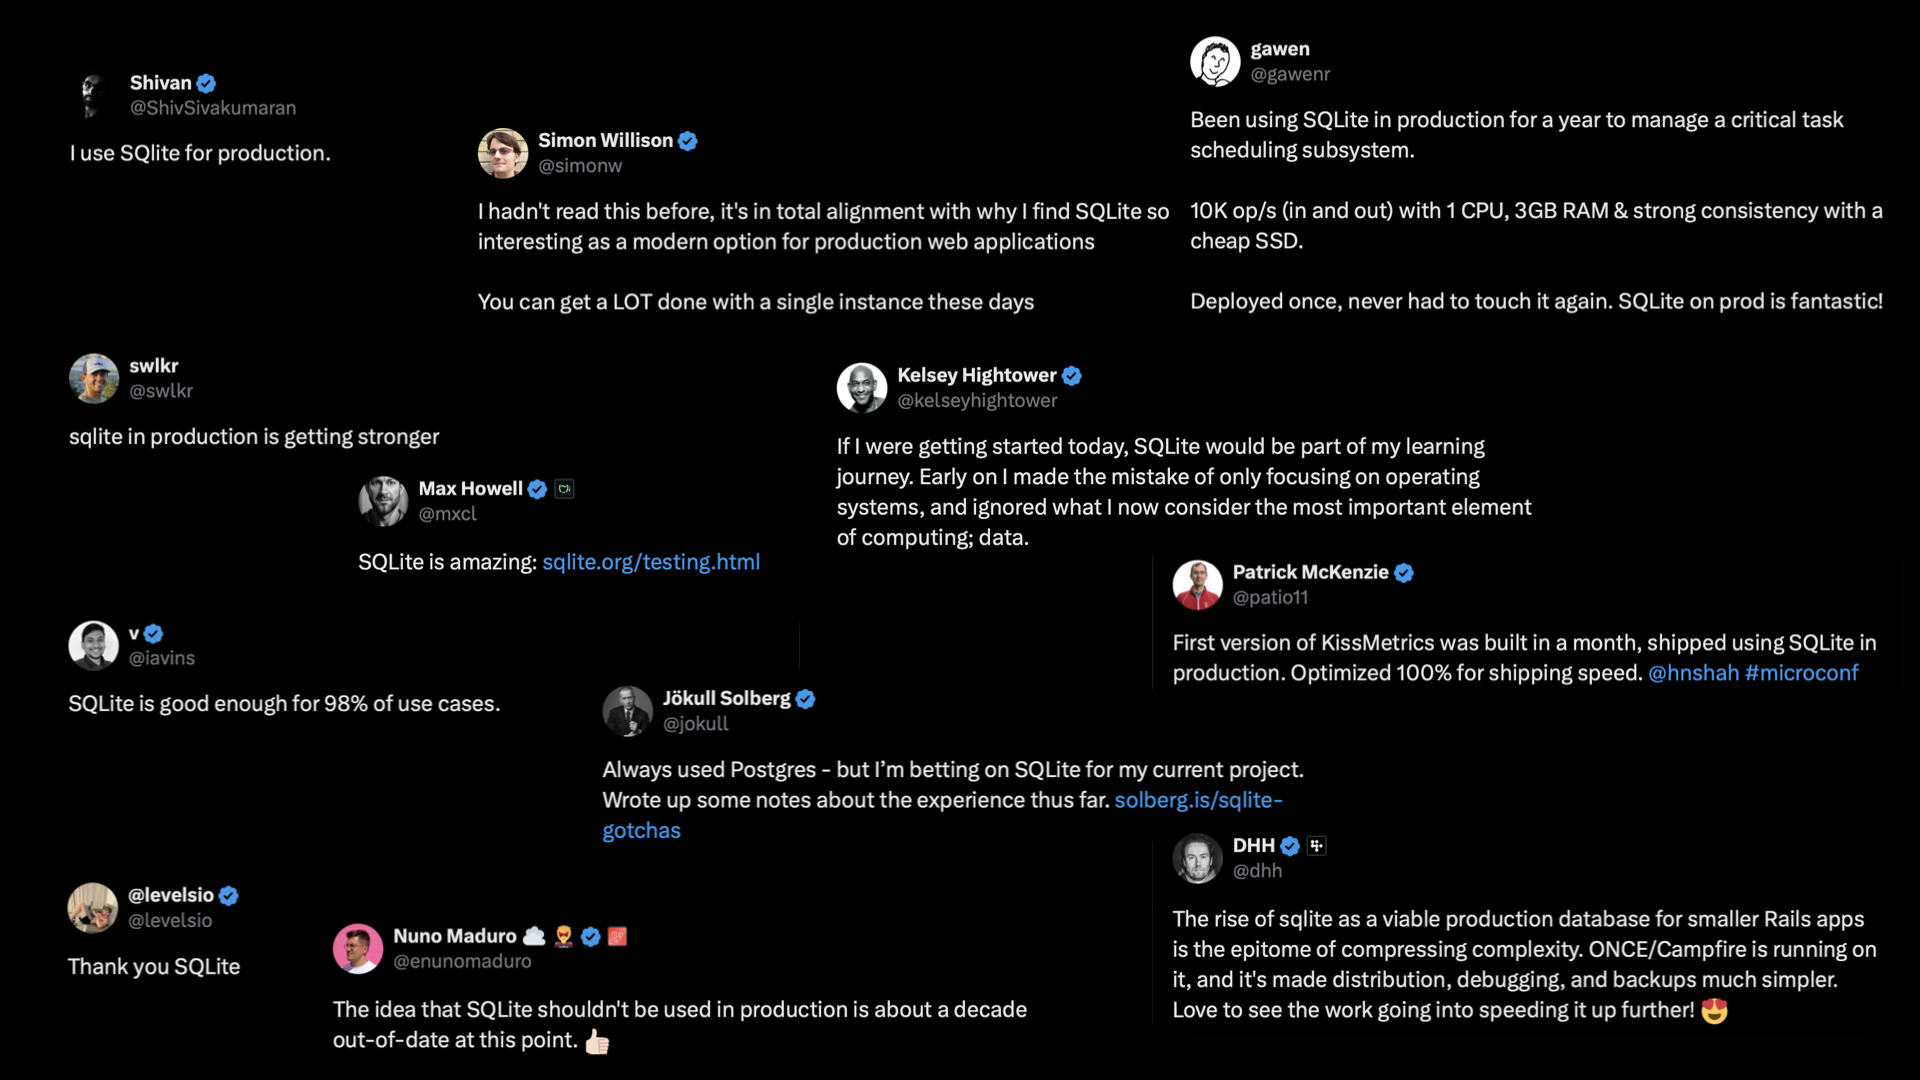 Shivan
@ShivSivakumaran
I use SQlite for production.
Simon Willison
@simonw
I hadn't read this before, it's in total alignment with why I find SQLite so
interesting as a modern option for production web applications
You can get a LOT done with a single instance these days
gawen
@gawenr
Been using SQLite in production for a year to manage a critical task
scheduling subsystem.
10K op/s (in and out) with 1 CPU, 3GB RAM & strong consistency with a
cheap SSD.
Deployed once, never had to touch it again. SQLite on prod is fantastic!
swlkr
@swlkr
sqlite in production is getting stronger
Kelsey Hightower
@kelseyhightower
If I were getting started today, SQLite would be part of my learning
journey. Early on I made the mistake of only focusing on operating
systems, and ignored what I now consider the most important element
of computing; data.
Max Howell
@mxcl
SQLite is amazing: sqlite.org/testing.html
Patrick McKenzie
@patio11
First version of KissMetrics was built in a month, shipped using SQLite in
production. Optimized 100% for shipping speed. @hnshah #microconf
v
@iavins
SQLite is good enough for 98% of use cases.
Jökull Solberg
@jokull
Always used Postgres - but I’m betting on SQLite for my current project.
Wrote up some notes about the experience thus far. solberg.is/sqlite-
gotchas
DHH
@dhh
The rise of sqlite as a viable production database for smaller Rails apps
is the epitome of compressing complexity. ONCE/Campfire is running on
it, and it's made distribution, debugging, and backups much simpler.
Love to see the work going into speeding it up further! 😍
@levelsio
@levelsio
Thank you SQLite
Nuno Maduro
@enunomaduro
The idea that SQLite shouldn't be used in production is about a decade
out-of-date at this point. 👍🏻